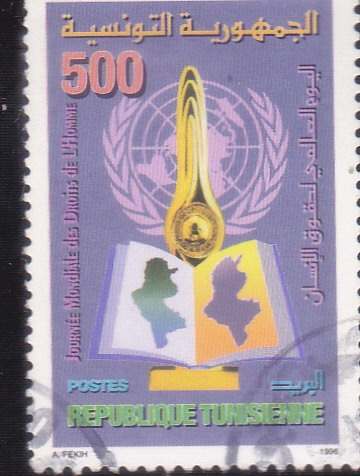 الجمهورية التونسية
500
Journée Mondiale des Droits de l'Homme
اليوم العالمي لحقوق الإنسان
POSTES البريد
REPUBLIQUE TUNISIENNE
A. FEKIH 1996